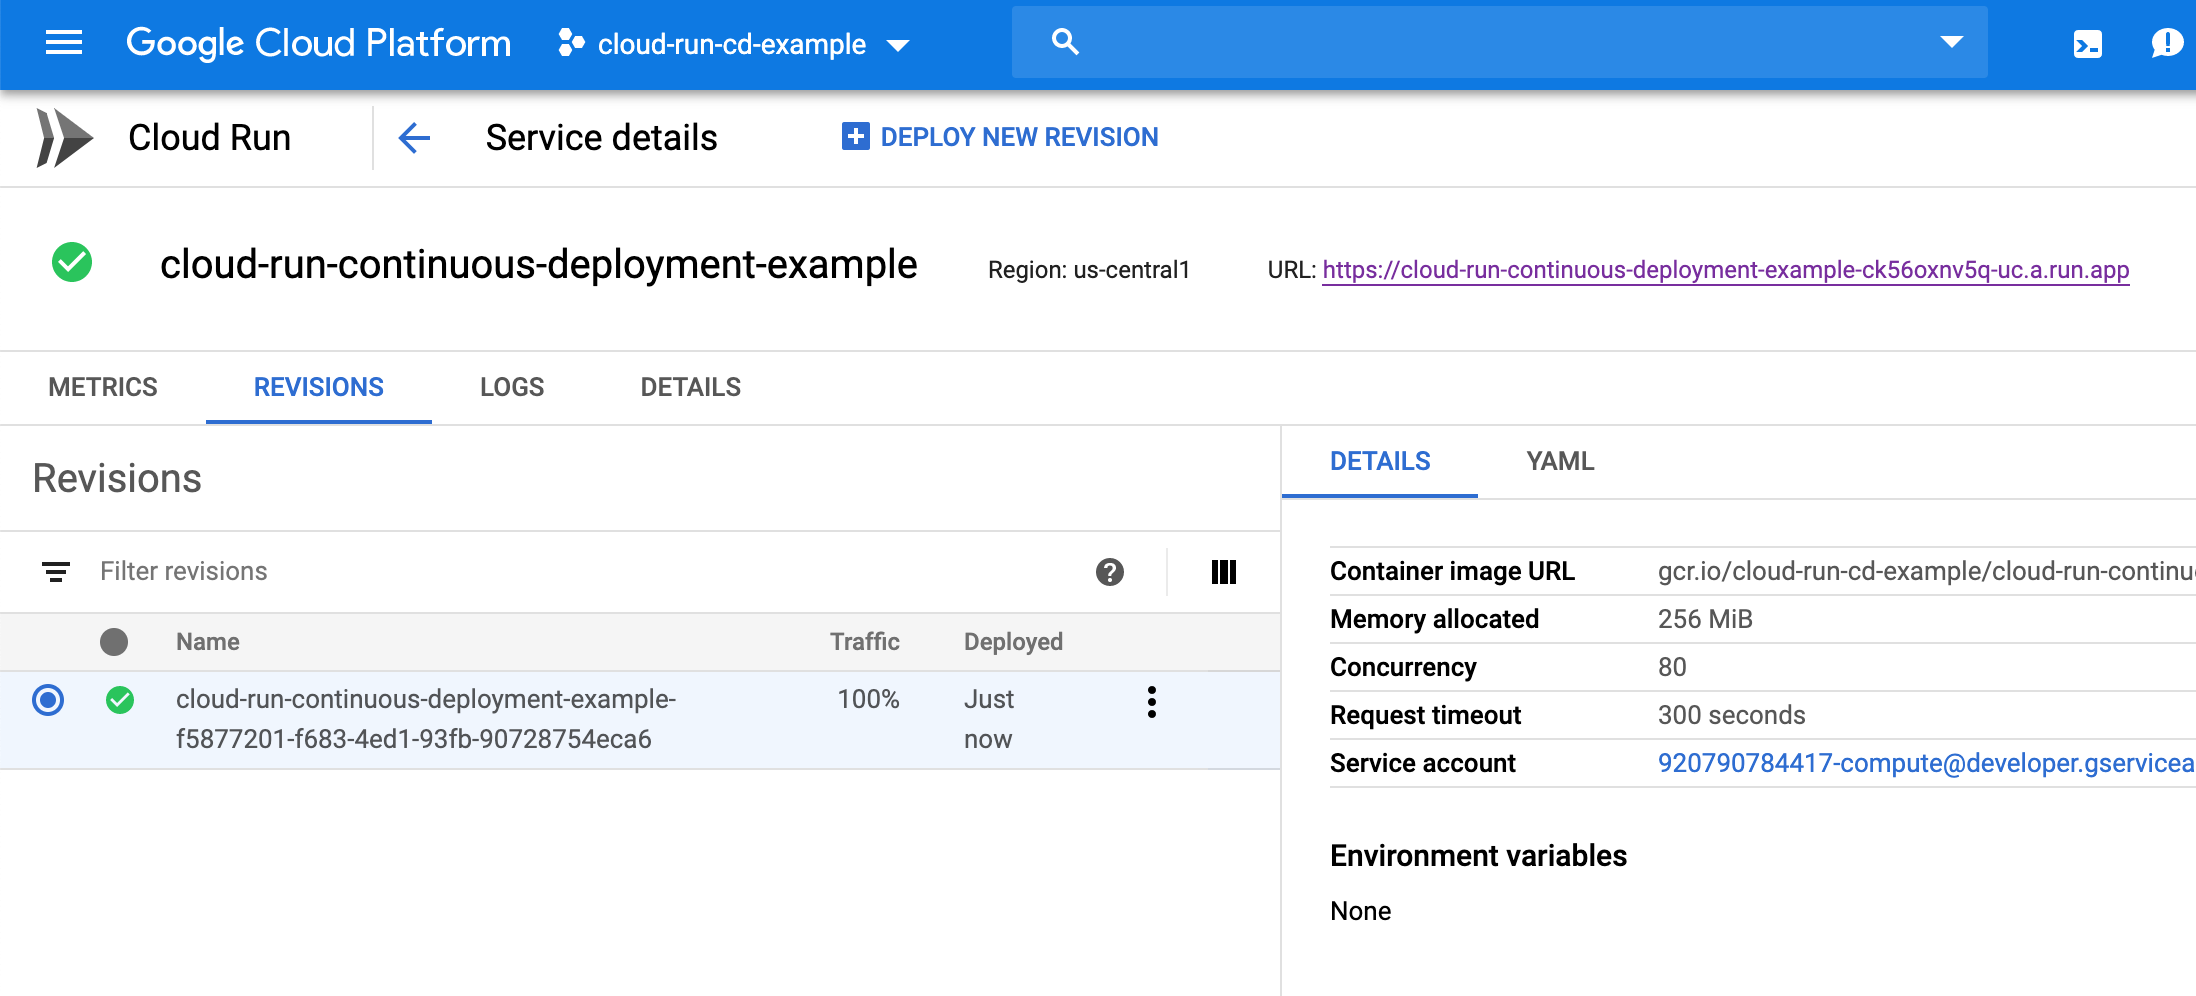 Google Cloud Platform
cloud-run-cd-example
Cloud Run
Service details
DEPLOY NEW REVISION
cloud-run-continuous-deployment-example
Region: us-central1
URL: https://cloud-run-continuous-deployment-example-ck56oxnv5q-uc.a.run.app
METRICS
REVISIONS
LOGS
DETAILS
Revisions
Filter revisions
Name
Traffic
Deployed
cloud-run-continuous-deployment-example-
f5877201-f683-4ed1-93fb-90728754eca6
100%
Just
now
DETAILS
YAML
Container image URL
gcr.io/cloud-run-cd-example/cloud-run-continu
Memory allocated
256 MiB
Concurrency
80
Request timeout
300 seconds
Service account
920790784417-compute@developer.gservicea
Environment variables
None